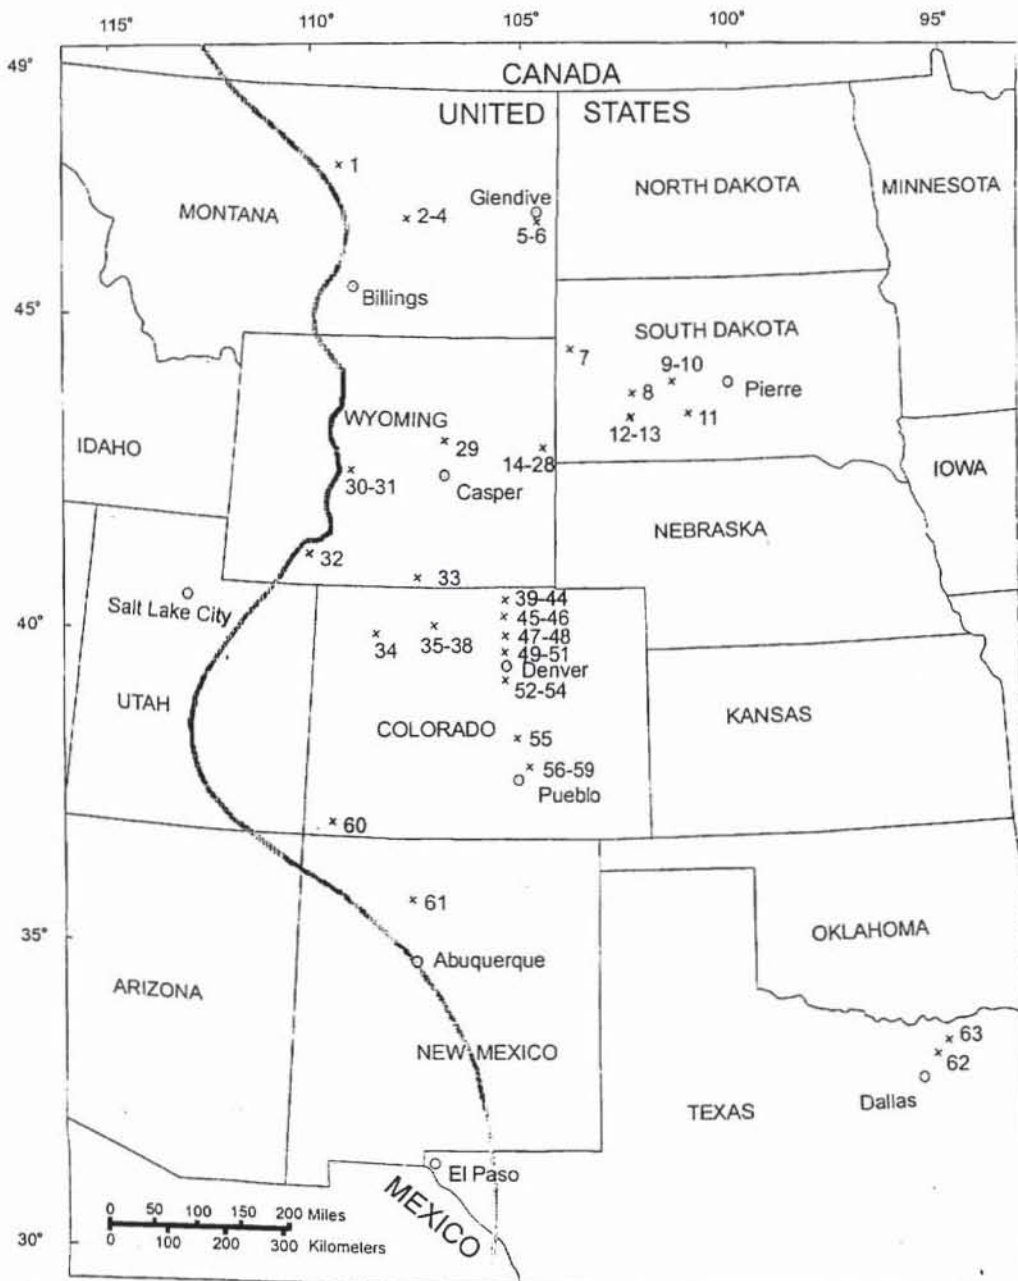 115°
110°
105°
100°
95°
49°
CANADA
UNITED STATES
1
NORTH DAKOTA
MINNESOTA
MONTANA
2-4
Glendive
5-6
Billings
45°
SOUTH DAKOTA
7
9-10
8
Pierre
11
12-13
WYOMING
IDAHO
29
14-28
30-31
Casper
IOWA
NEBRASKA
32
33
Salt Lake City
39-44
45-46
40°
34
35-38
47-48
49-51
Denver
52-54
UTAH
COLORADO
KANSAS
55
56-59
Pueblo
60
61
35°
Abuquerque
OKLAHOMA
ARIZONA
NEW MEXICO
63
62
Dallas
TEXAS
El Paso
MEXICO
0 50 100 150 200 Miles
0 100 200 300 Kilometers
30°